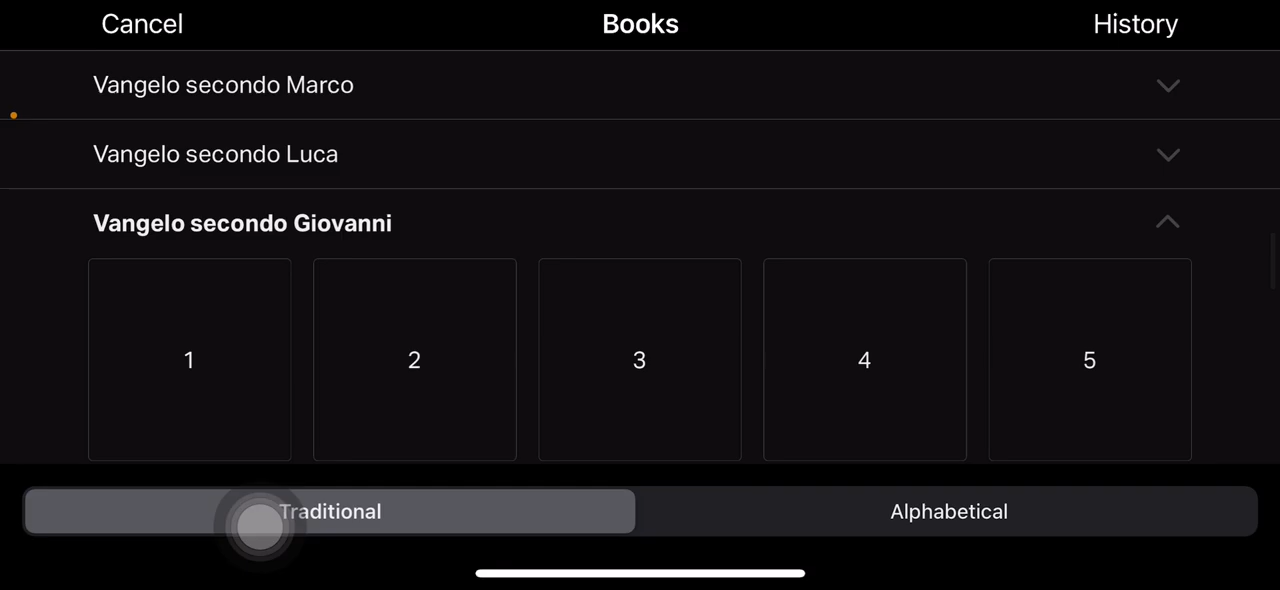 Cancel Books History
Vangelo secondo Marco
Vangelo secondo Luca
Vangelo secondo Giovanni
1 2 3 4 5
Traditional Alphabetical